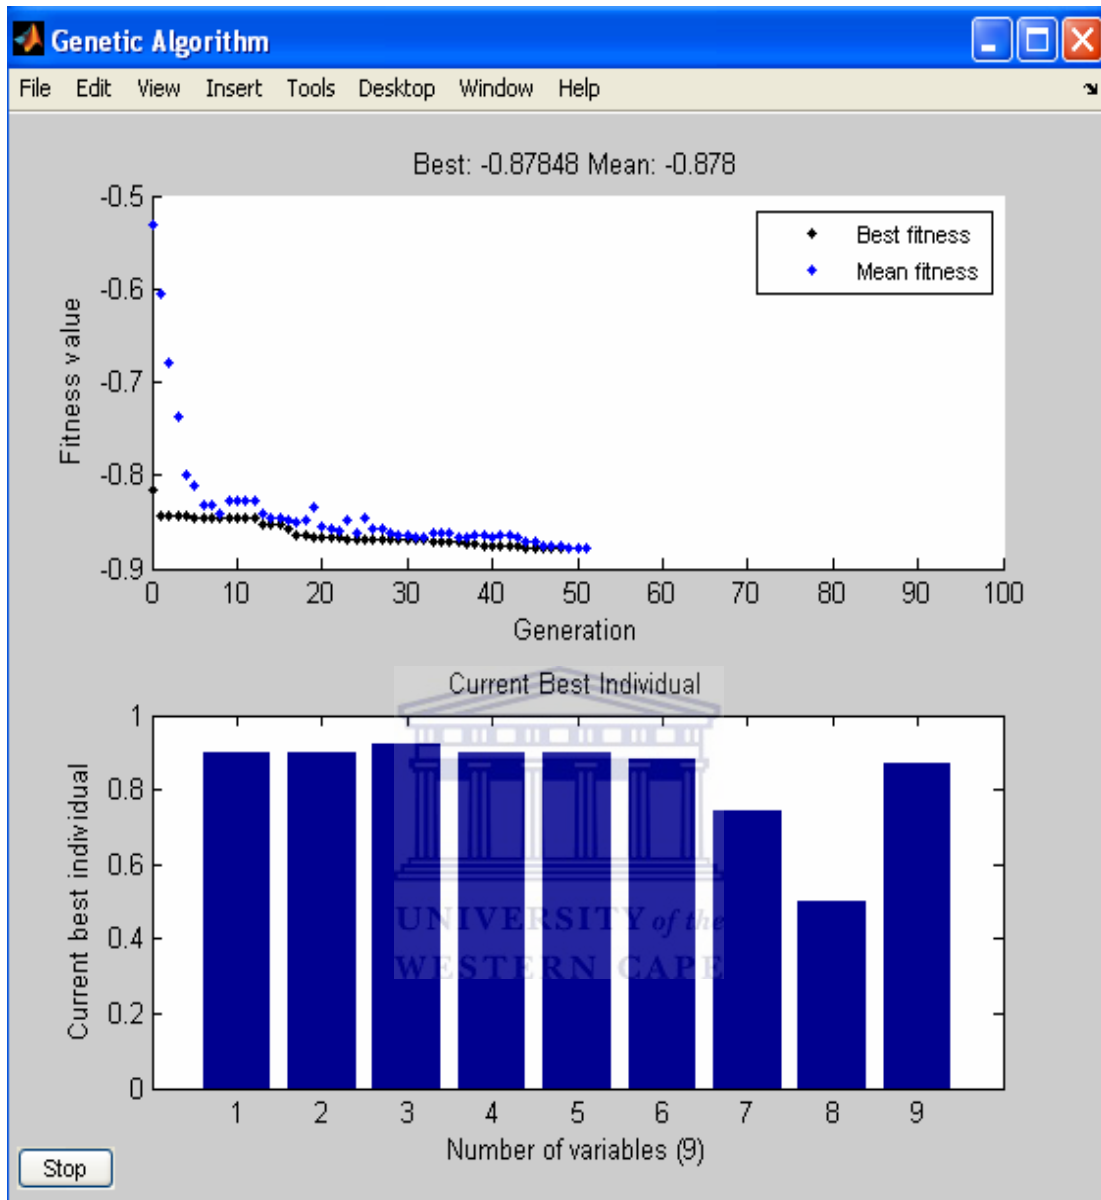 Genetic Algorithm
File Edit View Insert Tools Desktop Window Help
Best: -0.87848 Mean: -0.878
-0.5
-0.6
-0.7
-0.8
-0.9
Fitness value
Best fitness
Mean fitness
0 10 20 30 40 50 60 70 80 90 100
Generation
Current Best Individual
1
0.8
0.6
0.4
0.2
0
Current best individual
UNIVERSITY of the
WESTERN CAPE
1 2 3 4 5 6 7 8 9
Number of variables (9)
Stop